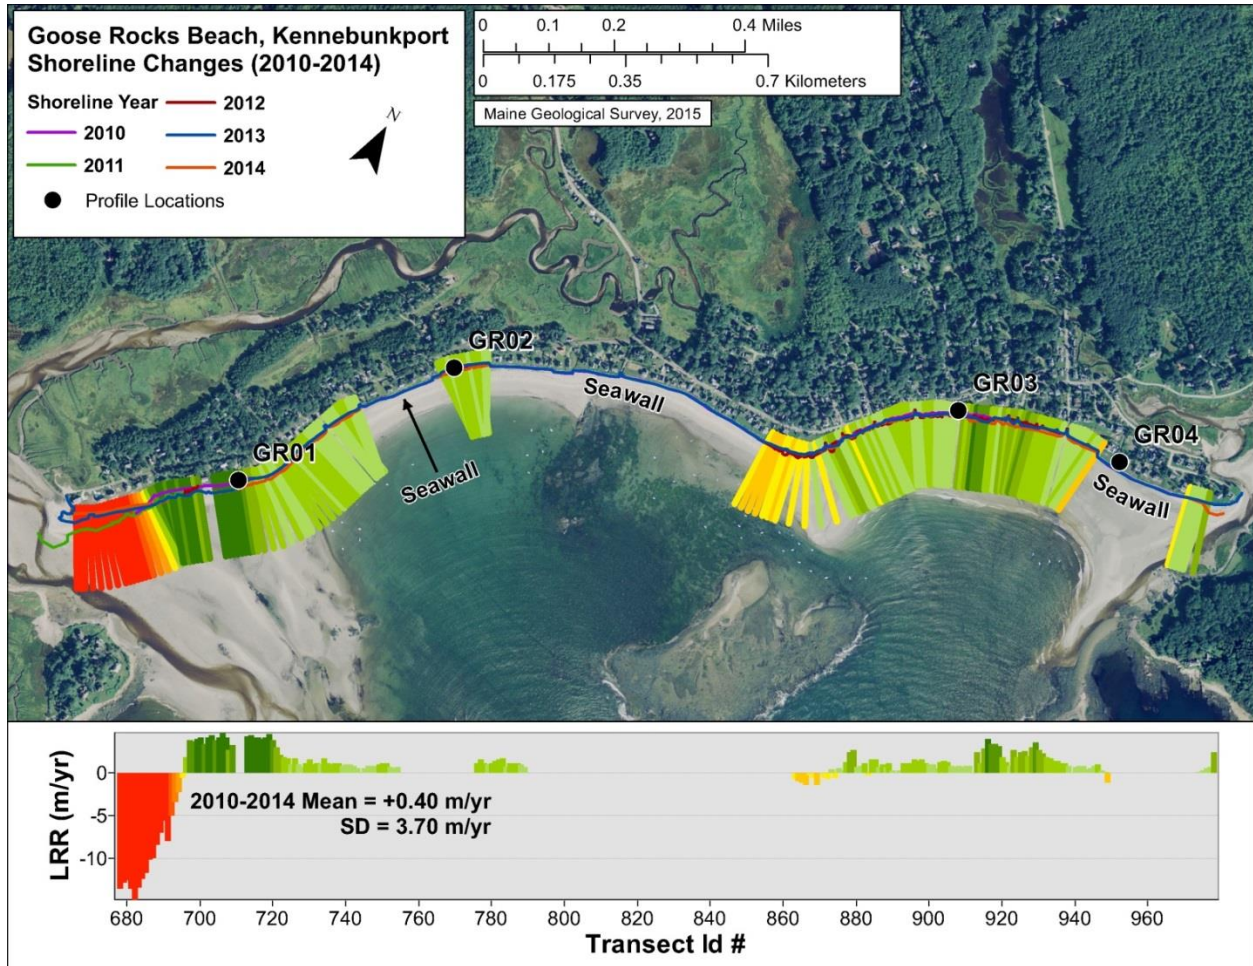 Goose Rocks Beach, Kennebunkport
Shoreline Changes (2010-2014)
Shoreline Year
2010
2011
2012
2013
2014
Profile Locations
N
0 0.1 0.2 0.4 Miles
0 0.175 0.35 0.7 Kilometers
Maine Geological Survey, 2015
GR02
GR03
Seawall
GR01
GR04
Seawall
Seawall
LRR (m/yr)
0
-5
-10
2010-2014 Mean = +0.40 m/yr
SD = 3.70 m/yr
680 700 720 740 760 780 800 820 840 860 880 900 920 940 960
Transect Id #